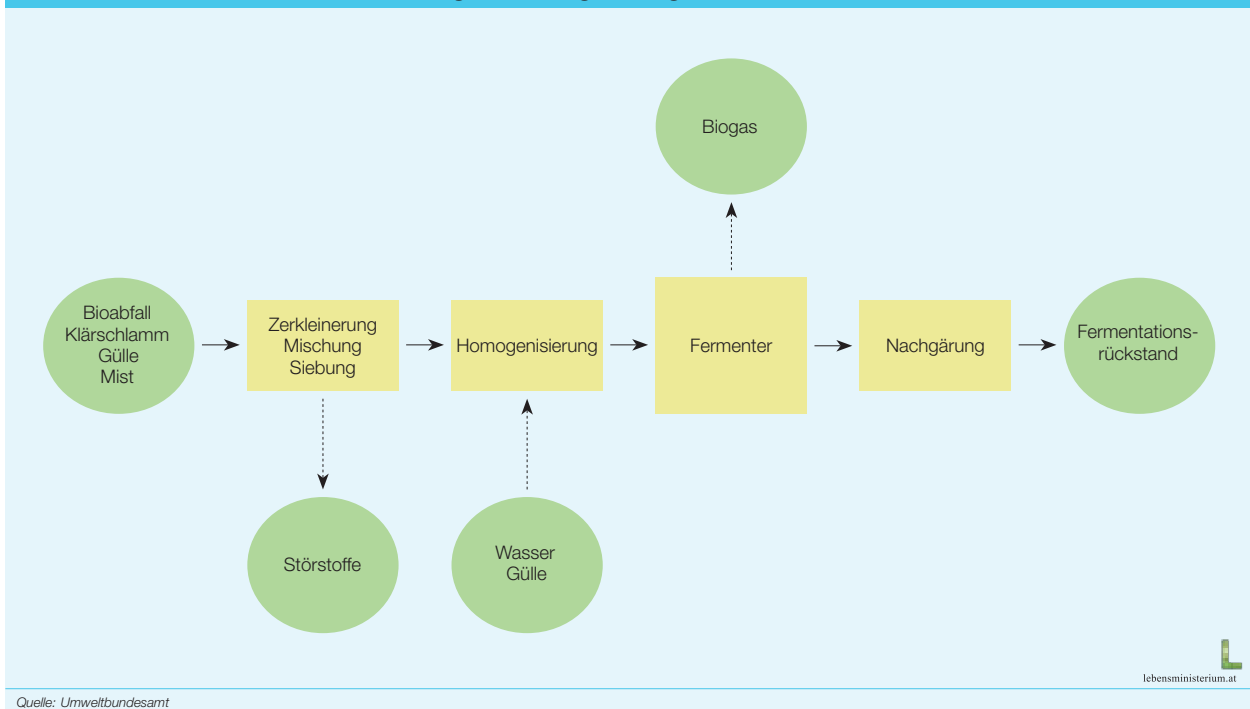 Biogas
Bioabfall
Klärschlamm
Gülle
Mist
Zerkleinerung
Mischung
Siebung
Homogenisierung
Fermenter
Nachgärung
Fermentations-
rückstand
Störstoffe
Wasser
Gülle
lebensministerium.at
Quelle: Umweltbundesamt